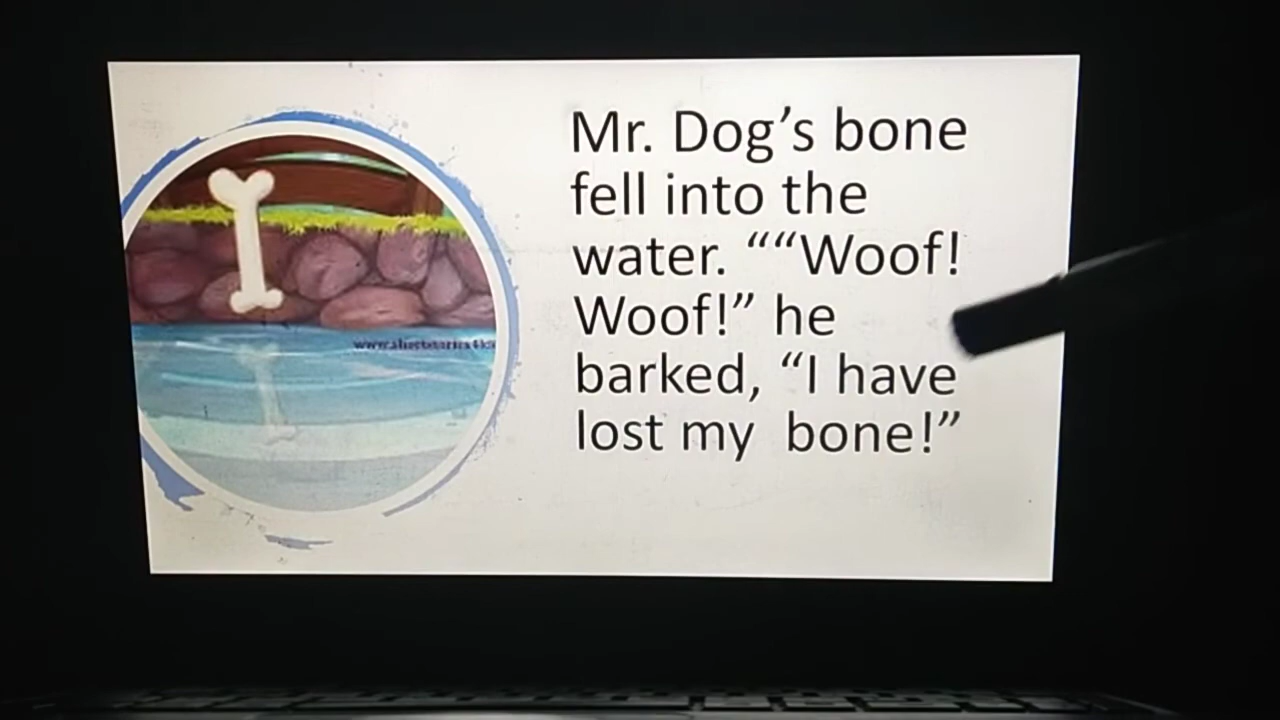 Mr. Dog’s bone
fell into the
water. ““Woof!
Woof!” he
barked, “I have
lost my  bone!”